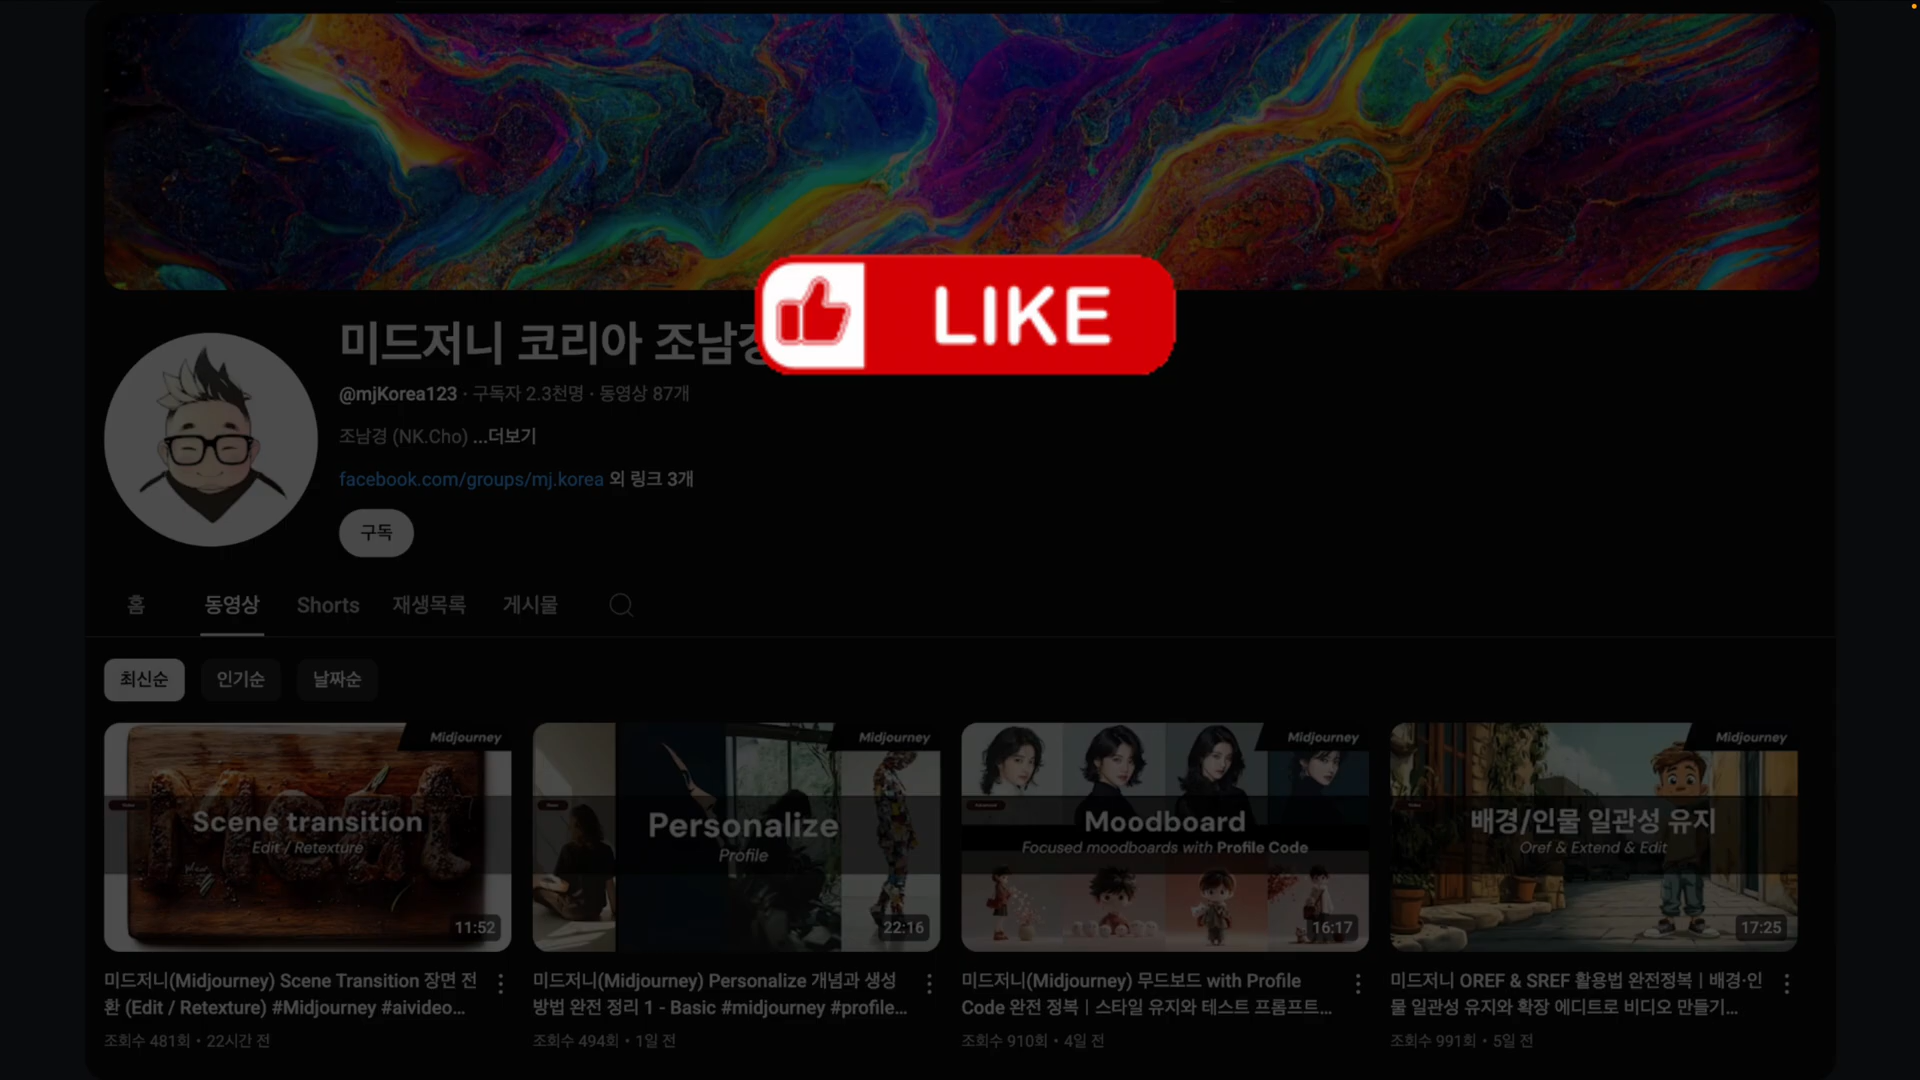 LIKE
미드저니 코리아 조남경
@mjKorea123 · 구독자 2.3천명 · 동영상 87개
조남경 (NK.Cho) ...더보기
facebook.com/groups/mj.korea 외 링크 3개
구독
홈 동영상 Shorts 재생목록 게시물
최신순 인기순 날짜순
Midjourney
Scene transition
Edit / Retexture
11:52
Midjourney
Personalize
Profile
22:16
Midjourney
Moodboard
Focused moodboards with Profile Code
16:17
Midjourney
배경/인물 일관성 유지
Oref & Extend & Edit
17:25
미드저니(Midjourney) Scene Transition 장면 전
환 (Edit / Retexture) #Midjourney #aivideo...
조회수 481회 · 22시간 전
미드저니(Midjourney) Personalize 개념과 생성
방법 완전 정리 1 - Basic #midjourney #profile...
조회수 494회 · 1일 전
미드저니(Midjourney) 무드보드 with Profile
Code 완전 정복 | 스타일 유지와 테스트 프롬프트...
조회수 910회 · 4일 전
미드저니 OREF & SREF 활용법 완전정복 | 배경·인
물 일관성 유지와 확장 에디트로 비디오 만들기...
조회수 991회 · 5일 전